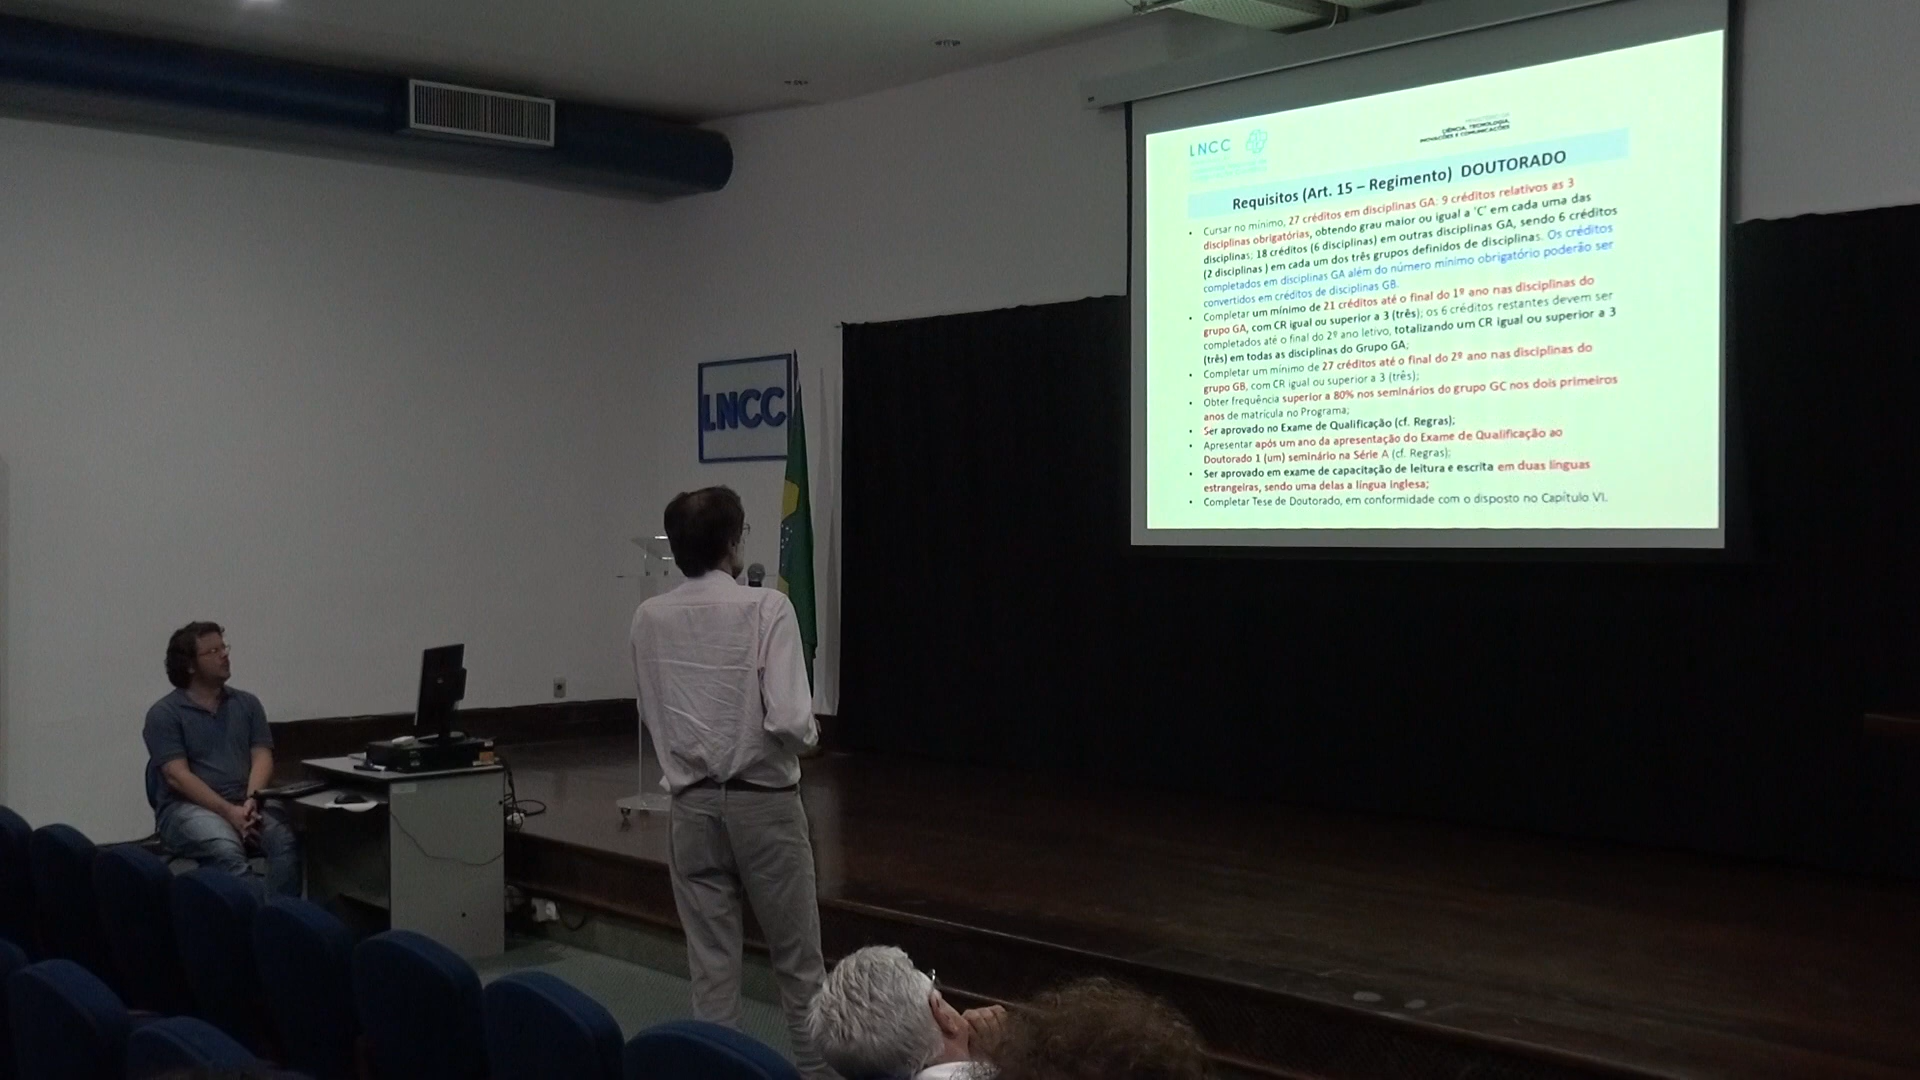 LNCC
MINISTÉRIO DA
CIÊNCIA, TECNOLOGIA,
INOVAÇÕES E COMUNICAÇÕES
Requisitos (Art. 15 – Regimento) DOUTORADO
• Cursar no mínimo, 27 créditos em disciplinas GA: 9 créditos relativos as 3
disciplinas obrigatórias, obtendo grau maior ou igual a 'C' em cada uma das
disciplinas; 18 créditos (6 disciplinas) em outras disciplinas GA, sendo 6 créditos
(2 disciplinas ) em cada um dos três grupos definidos de disciplinas. Os créditos
completados em disciplinas GA além do número mínimo obrigatório poderão ser
convertidos em créditos de disciplinas GB.
• Completar um mínimo de 21 créditos até o final do 1º ano nas disciplinas do
grupo GA, com CR igual ou superior a 3 (três); os 6 créditos restantes devem ser
completados até o final do 2º ano letivo, totalizando um CR igual ou superior a 3
(três) em todas as disciplinas do Grupo GA;
• Completar um mínimo de 27 créditos até o final do 2º ano nas disciplinas do
grupo GB, com CR igual ou superior a 3 (três);
• Obter frequência superior a 80% nos seminários do grupo GC nos dois primeiros
anos de matrícula no Programa;
• Ser aprovado no Exame de Qualificação (cf. Regras);
• Apresentar após um ano da apresentação do Exame de Qualificação ao
Doutorado 1 (um) seminário na Série A (cf. Regras);
• Ser aprovado em exame de capacitação de leitura e escrita em duas línguas
estrangeiras, sendo uma delas a língua inglesa;
• Completar Tese de Doutorado, em conformidade com o disposto no Capítulo VI.
LNCC